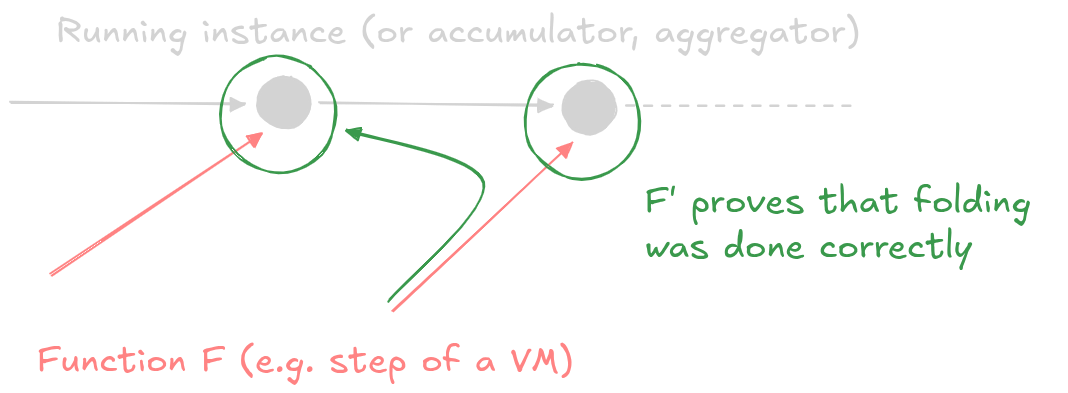 Running instance (or accumulator, aggregator)
F' proves that folding
was done correctly
Function F (e.g. step of a VM)